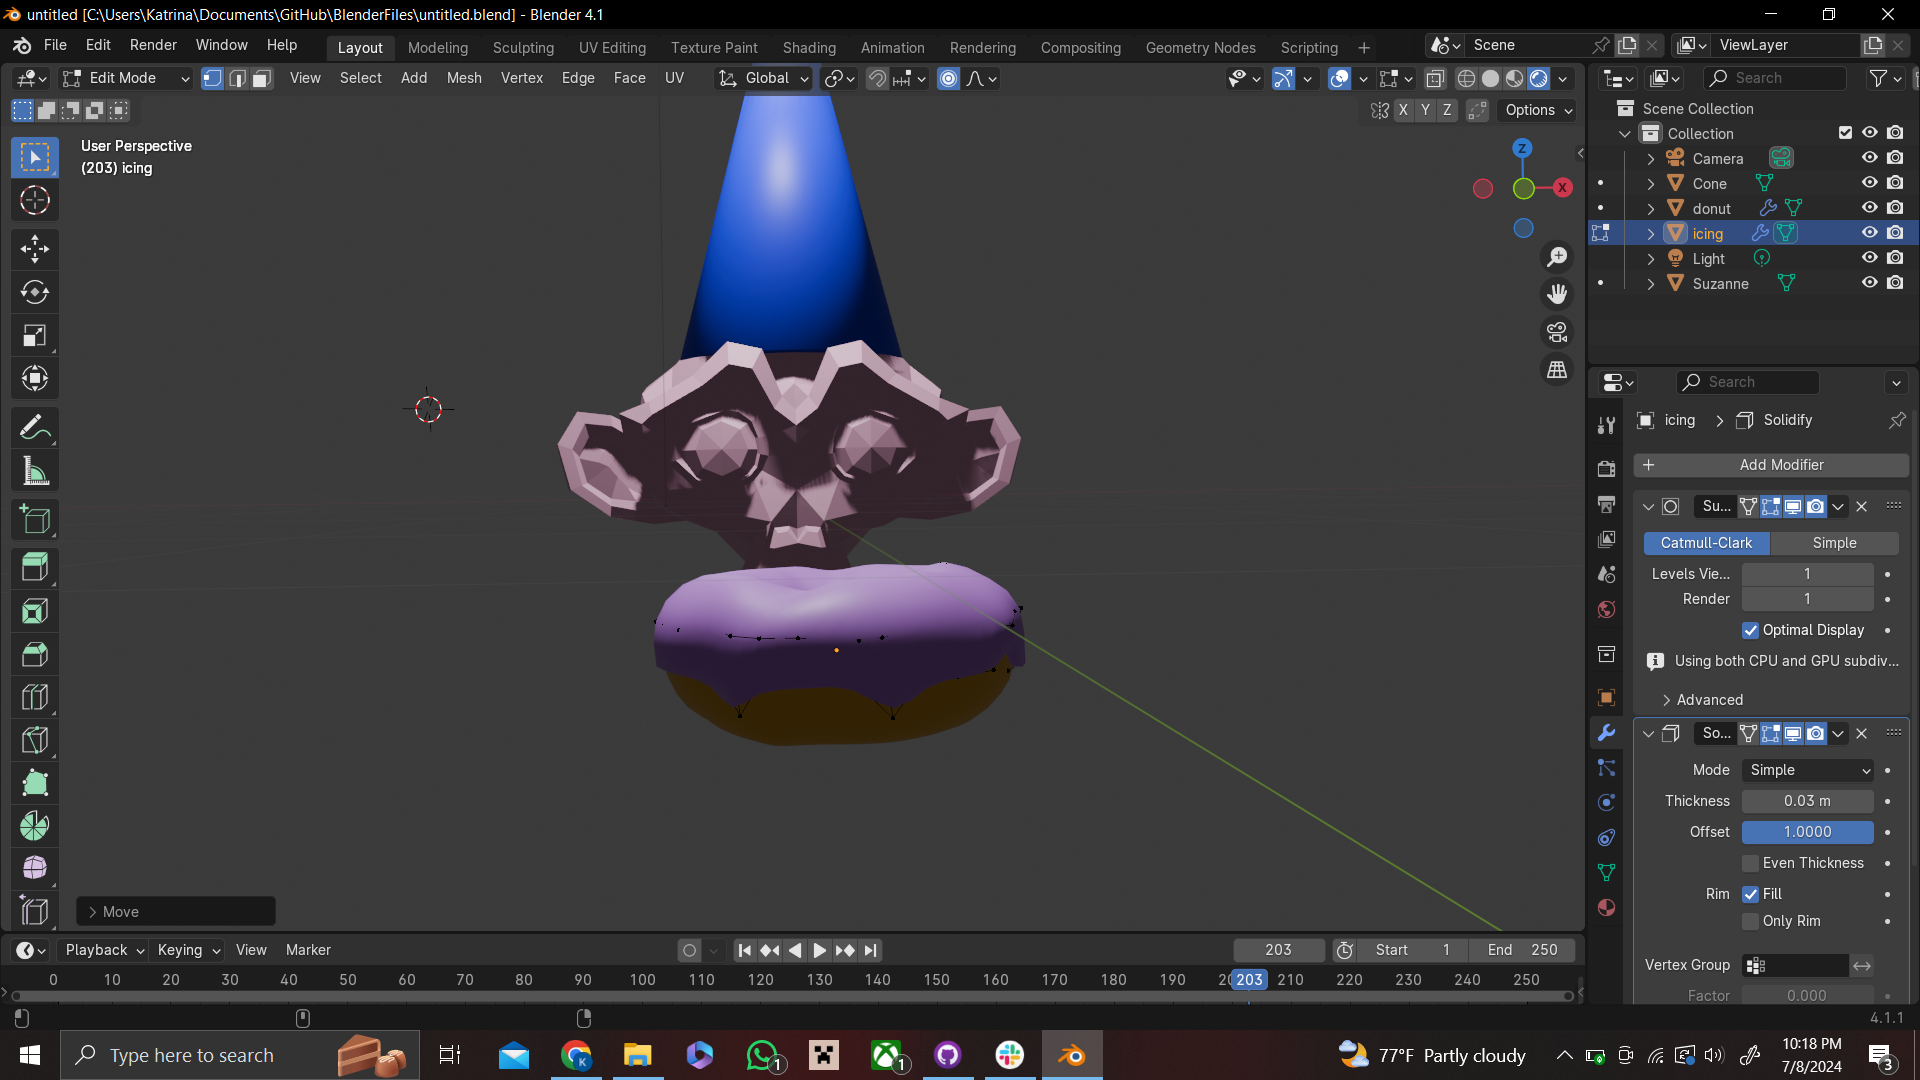 untitled [C:\Users\Katrina\Documents\GitHub\BlenderFiles\untitled.blend] - Blender 4.1
File Edit Render Window Help Layout Modeling Sculpting UV Editing Texture Paint Shading Animation Rendering Compositing Geometry Nodes Scripting Scene ViewLayer
Edit Mode View Select Add Mesh Vertex Edge Face UV Global Search
X Y Z Options
Scene Collection
Collection
User Perspective
(203) icing
Z
X
Camera
Cone
donut
icing
Light
Suzanne
Search
icing > Solidify
Add Modifier
Su...
Catmull-Clark Simple
Levels Vie... 1
Render 1
Optimal Display
Using both CPU and GPU subdiv...
Advanced
So...
Mode Simple
Thickness 0.03 m
Offset 1.0000
Even Thickness
Rim Fill
Only Rim
Vertex Group
Factor 0.000
Move
Playback Keying View Marker 203 Start 1 End 250
0 10 20 30 40 50 60 70 80 90 100 110 120 130 140 150 160 170 180 190 203 210 220 230 240 250
4.1.1
Type here to search 1 1 77°F Partly cloudy 10:18 PM
7/8/2024 3